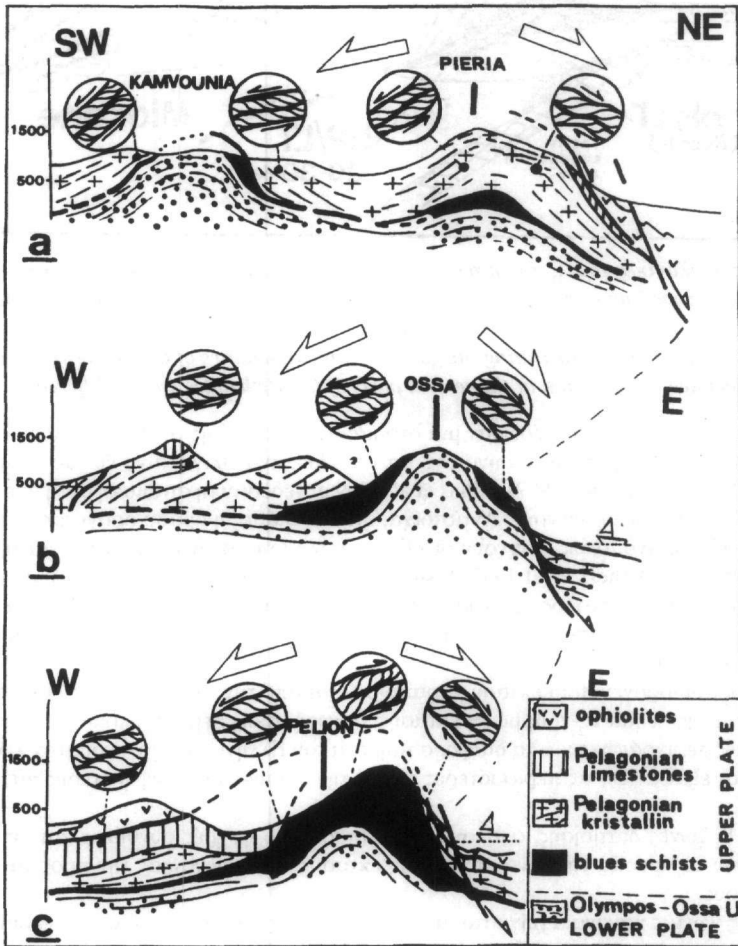 SW
NE
KAMVOUNIA
PIERIA
1500
500
a
W
OSSA
E
1500
500
b
W
E
PELION
1500
500
c
ophiolites
Pelagonian
limestones
Pelagonian
kristallin
blues schists
UPPER PLATE
Olympos-Ossa U
LOWER PLATE